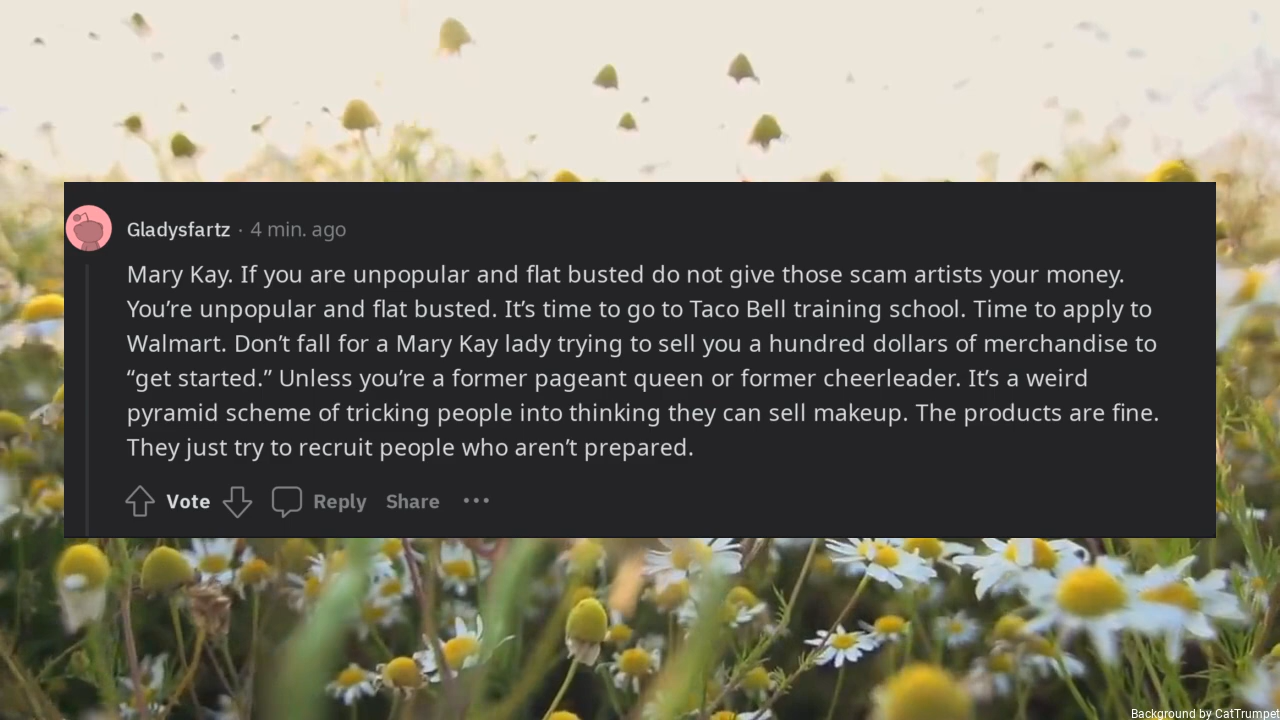 Gladysfartz · 4 min. ago
Mary Kay. If you are unpopular and flat busted do not give those scam artists your money.
You’re unpopular and flat busted. It’s time to go to Taco Bell training school. Time to apply to
Walmart. Don’t fall for a Mary Kay lady trying to sell you a hundred dollars of merchandise to
“get started.” Unless you’re a former pageant queen or former cheerleader. It’s a weird
pyramid scheme of tricking people into thinking they can sell makeup. The products are fine.
They just try to recruit people who aren’t prepared.
Vote Reply Share •••
Background by CatTrumpet